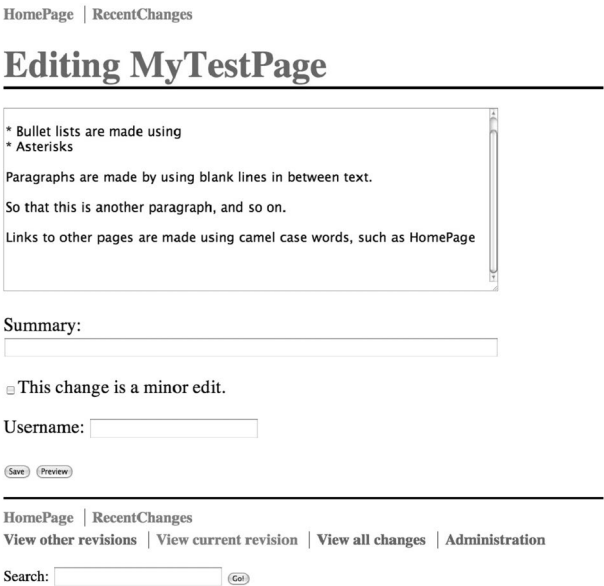 HomePage | RecentChanges
Editing MyTestPage
* Bullet lists are made using
* Asterisks
Paragraphs are made by using blank lines in between text.
So that this is another paragraph, and so on.
Links to other pages are made using camel case words, such as HomePage
Summary:
This change is a minor edit.
Username:
Save Preview
HomePage | RecentChanges
View other revisions | View current revision | View all changes | Administration
Search: Go!